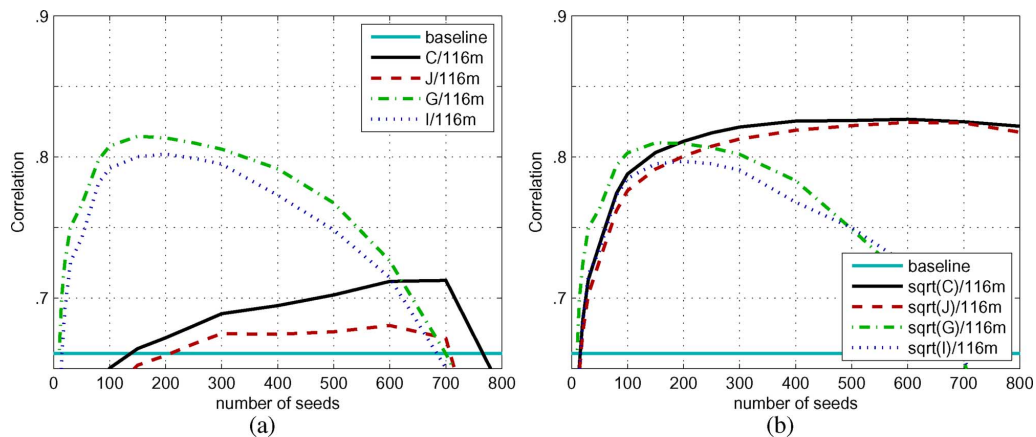 .9
.8
.7
Correlation
0 100 200 300 400 500 600 700 800
number of seeds
baseline
C/116m
J/116m
G/116m
I/116m
(a)
.9
.8
.7
Correlation
0 100 200 300 400 500 600 700 800
number of seeds
baseline
sqrt(C)/116m
sqrt(J)/116m
sqrt(G)/116m
sqrt(I)/116m
(b)